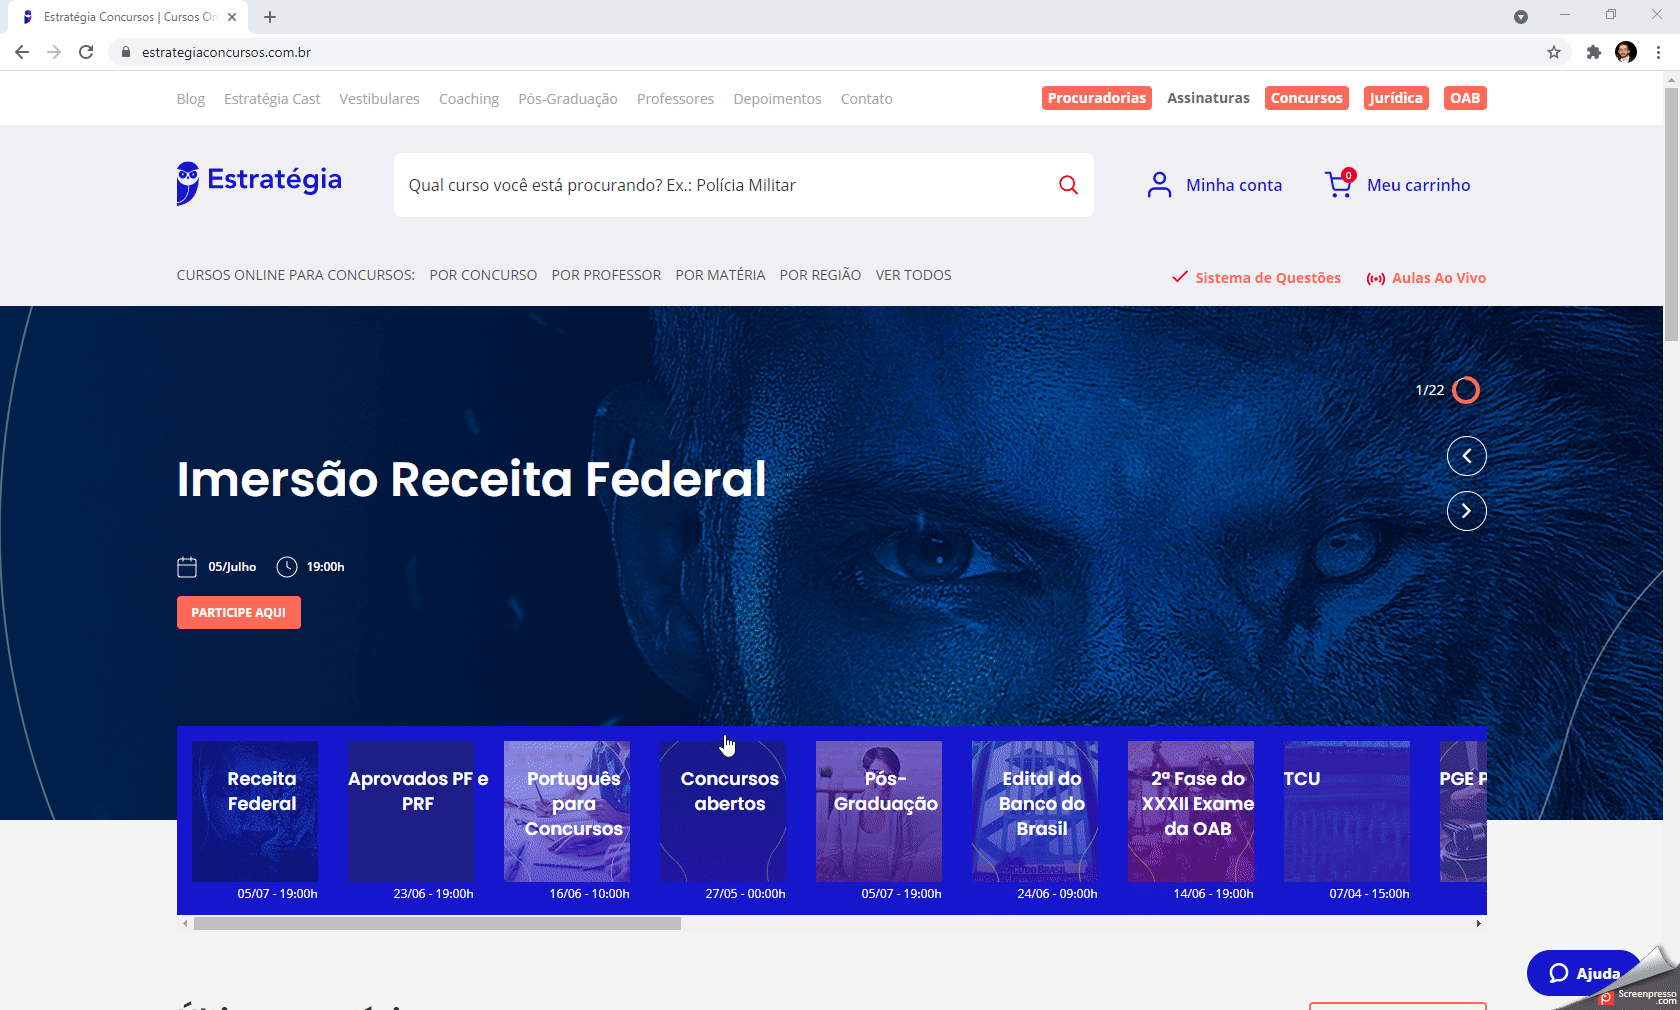 Estratégia Concursos | Cursos On
estrategiaconcursos.com.br
Blog Estratégia Cast Vestibulares Coaching Pós-Graduação Professores Depoimentos Contato
Procuradorias Assinaturas Concursos Jurídica OAB
Estratégia
Qual curso você está procurando? Ex.: Polícia Militar
Minha conta
0
Meu carrinho
CURSOS ONLINE PARA CONCURSOS: POR CONCURSO POR PROFESSOR POR MATÉRIA POR REGIÃO VER TODOS
Sistema de Questões
Aulas Ao Vivo
1/22
Imersão Receita Federal
05/Julho 19:00h
PARTICIPE AQUI
Receita
Federal
05/07 - 19:00h
Aprovados PF e
PRF
23/06 - 19:00h
Português
para
Concursos
16/06 - 10:00h
Concursos
abertos
27/05 - 00:00h
Pós-
Graduação
05/07 - 19:00h
Edital do
Banco do
Brasil
24/06 - 09:00h
2ª Fase do
XXXII Exame
da OAB
14/06 - 19:00h
TCU
07/04 - 15:00h
PGE P
Ajuda
Screenpresso
.com